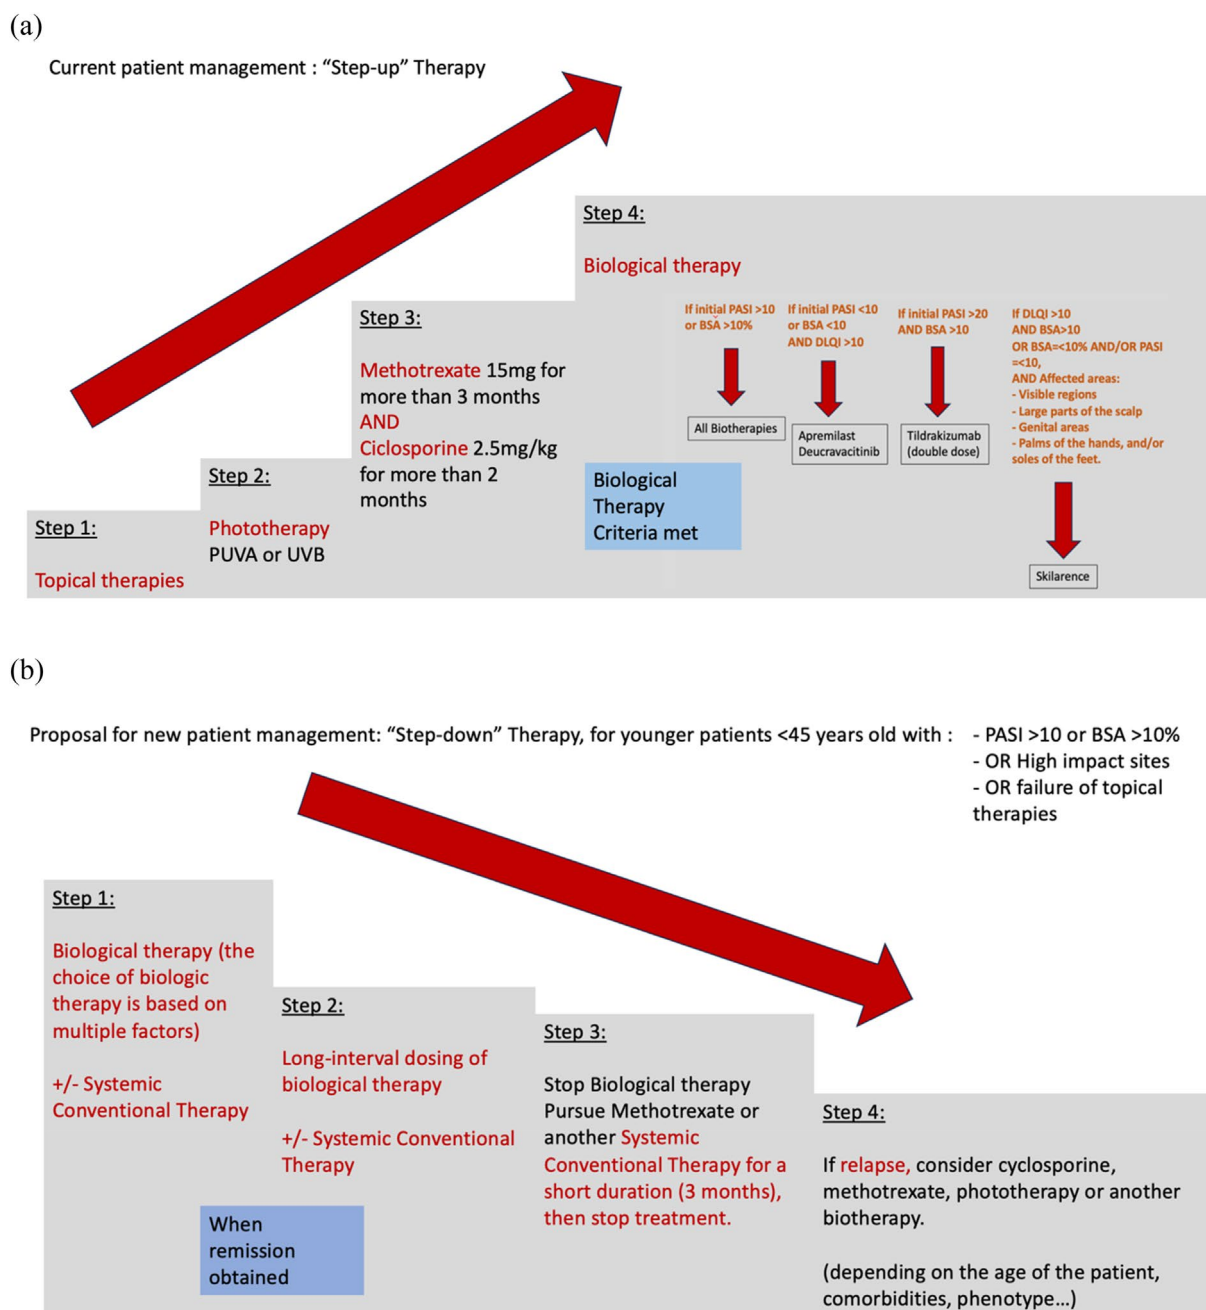 (a)
Current patient management : “Step-up” Therapy
Step 4:
Biological therapy
If initial PASI >10
or BSA >10%
All Biotherapies
If initial PASI <10
or BSA <10
AND DLQI >10
Apremilast
Deucravacitinib
If initial PASI >20
AND BSA >10
Tildrakizumab
(double dose)
If DLQI >10
AND BSA>10
OR BSA=<10% AND/OR PASI
=<10,
AND Affected areas:
- Visible regions
- Large parts of the scalp
- Genital areas
- Palms of the hands, and/or
soles of the feet.
Skilarence
Biological
Therapy
Criteria met
Step 3:
Methotrexate 15mg for
more than 3 months
AND
Ciclosporine 2.5mg/kg
for more than 2
months
Step 2:
Phototherapy
PUVA or UVB
Step 1:
Topical therapies
(b)
Proposal for new patient management: “Step-down” Therapy, for younger patients <45 years old with :
- PASI >10 or BSA >10%
- OR High impact sites
- OR failure of topical
therapies
Step 1:
Biological therapy (the
choice of biologic
therapy is based on
multiple factors)
+/- Systemic
Conventional Therapy
Step 2:
Long-interval dosing of
biological therapy
+/- Systemic Conventional
Therapy
When
remission
obtained
Step 3:
Stop Biological therapy
Pursue Methotrexate or
another Systemic
Conventional Therapy for a
short duration (3 months),
then stop treatment.
Step 4:
If relapse, consider cyclosporine,
methotrexate, phototherapy or another
biotherapy.
(depending on the age of the patient,
comorbidities, phenotype...)